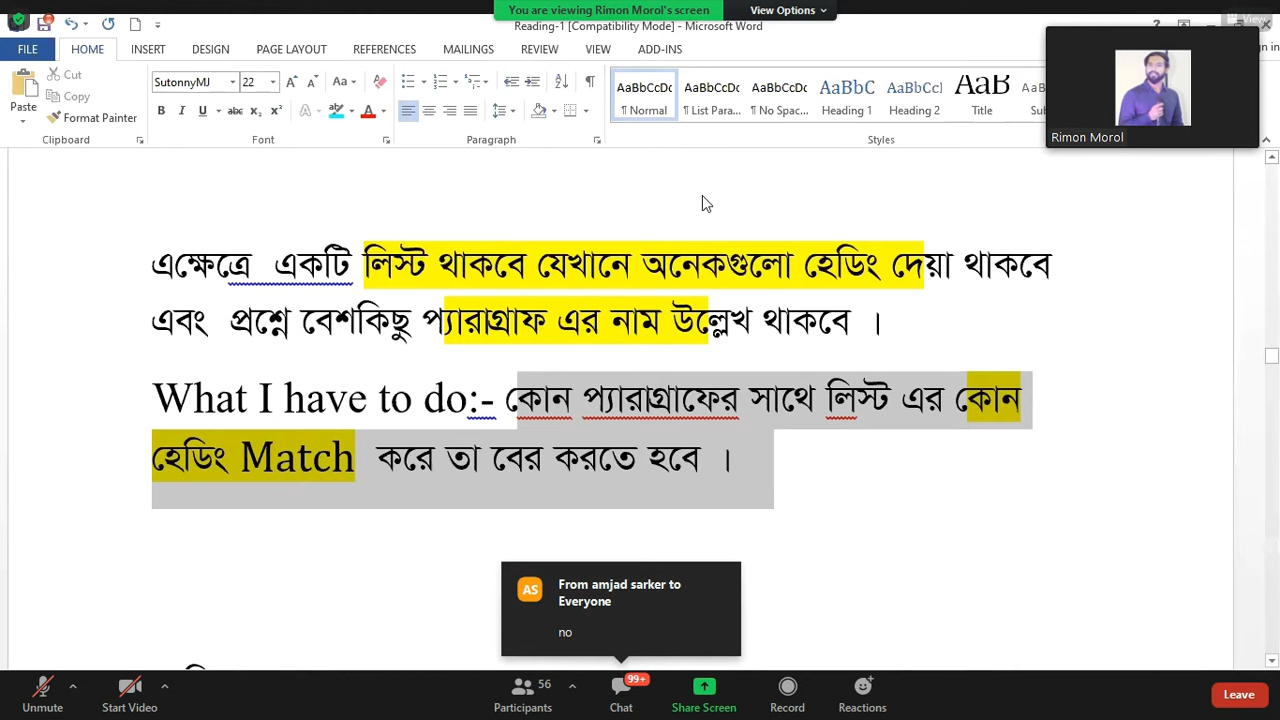 You are viewing Rimon Morol's screen
View Options
View
Reading-1 [Compatibility Mode] - Microsoft Word
FILE HOME INSERT DESIGN PAGE LAYOUT REFERENCES MAILINGS REVIEW VIEW ADD-INS
Paste
Cut
Copy
Format Painter
SutonnyMJ 22
AaBbCcDc AaBbCcDc AaBbCcDc AaBbC AaBbCcl AaB
¶ Normal ¶ List Para... ¶ No Spac... Heading 1 Heading 2 Title
Clipboard Font Paragraph Styles
Rimon Morol
এক্ষেত্রে একটি লিস্ট থাকবে যেখানে অনেকগুলো হেডিং দেয়া থাকবে
এবং প্রশ্নে বেশকিছু প্যারাগ্রাফ এর নাম উল্লেখ থাকবে ।
What I have to do:- কোন প্যারাগ্রাফের সাথে লিস্ট এর কোন
হেডিং Match করে তা বের করতে হবে ।
AS
From amjad sarker to
Everyone
no
Unmute
Start Video
56
Participants
99+
Chat
Share Screen
Record
Reactions
Leave